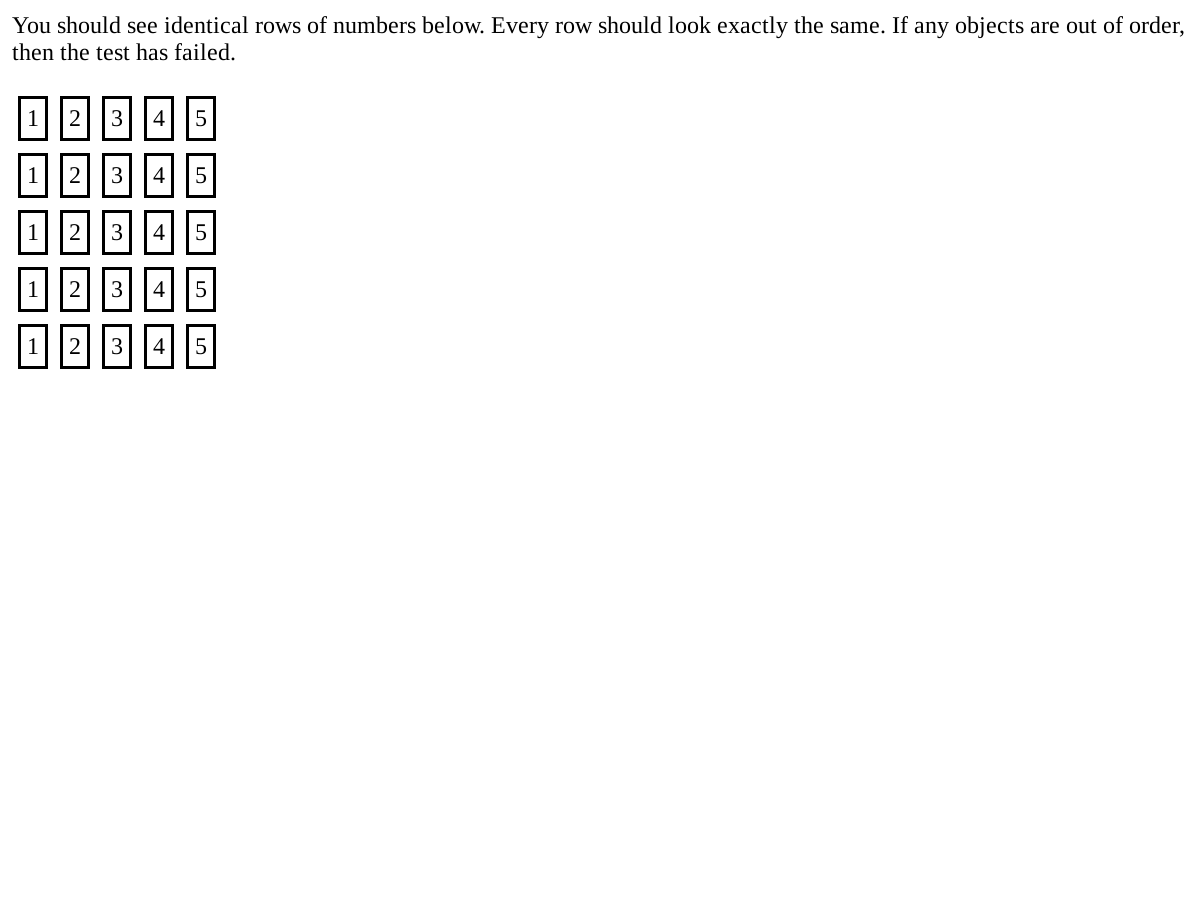 You should see identical rows of numbers below. Every row should look exactly the same. If any objects are out of order,
then the test has failed.
1 2 3 4 5
1 2 3 4 5
1 2 3 4 5
1 2 3 4 5
1 2 3 4 5